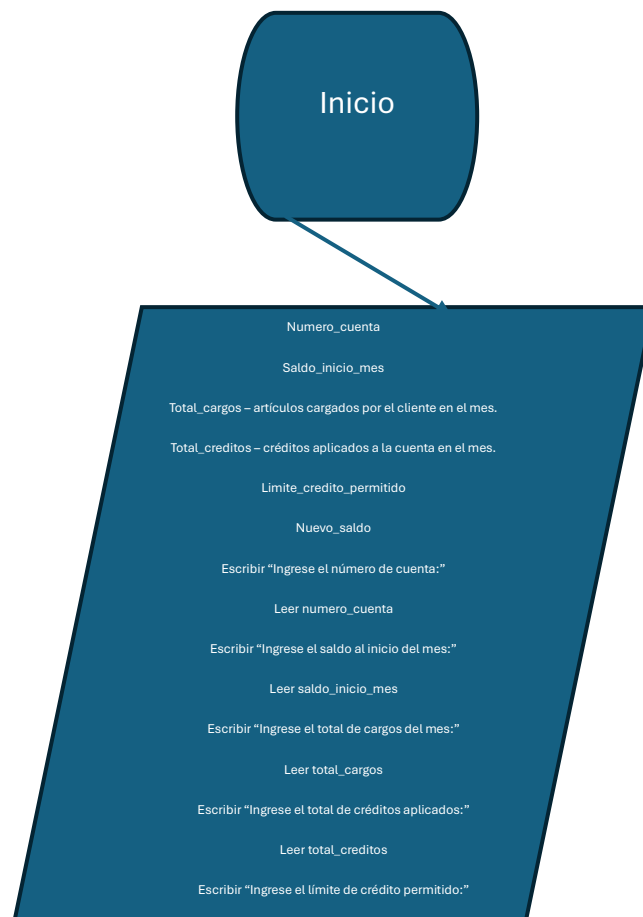 Inicio
Numero_cuenta
Saldo_inicio_mes
Total_cargos – artículos cargados por el cliente en el mes.
Total_creditos – créditos aplicados a la cuenta en el mes.
Limite_credito_permitido
Nuevo_saldo
Escribir “Ingrese el número de cuenta:”
Leer numero_cuenta
Escribir “Ingrese el saldo al inicio del mes:”
Leer saldo_inicio_mes
Escribir “Ingrese el total de cargos del mes:”
Leer total_cargos
Escribir “Ingrese el total de créditos aplicados:”
Leer total_creditos
Escribir “Ingrese el límite de crédito permitido:”